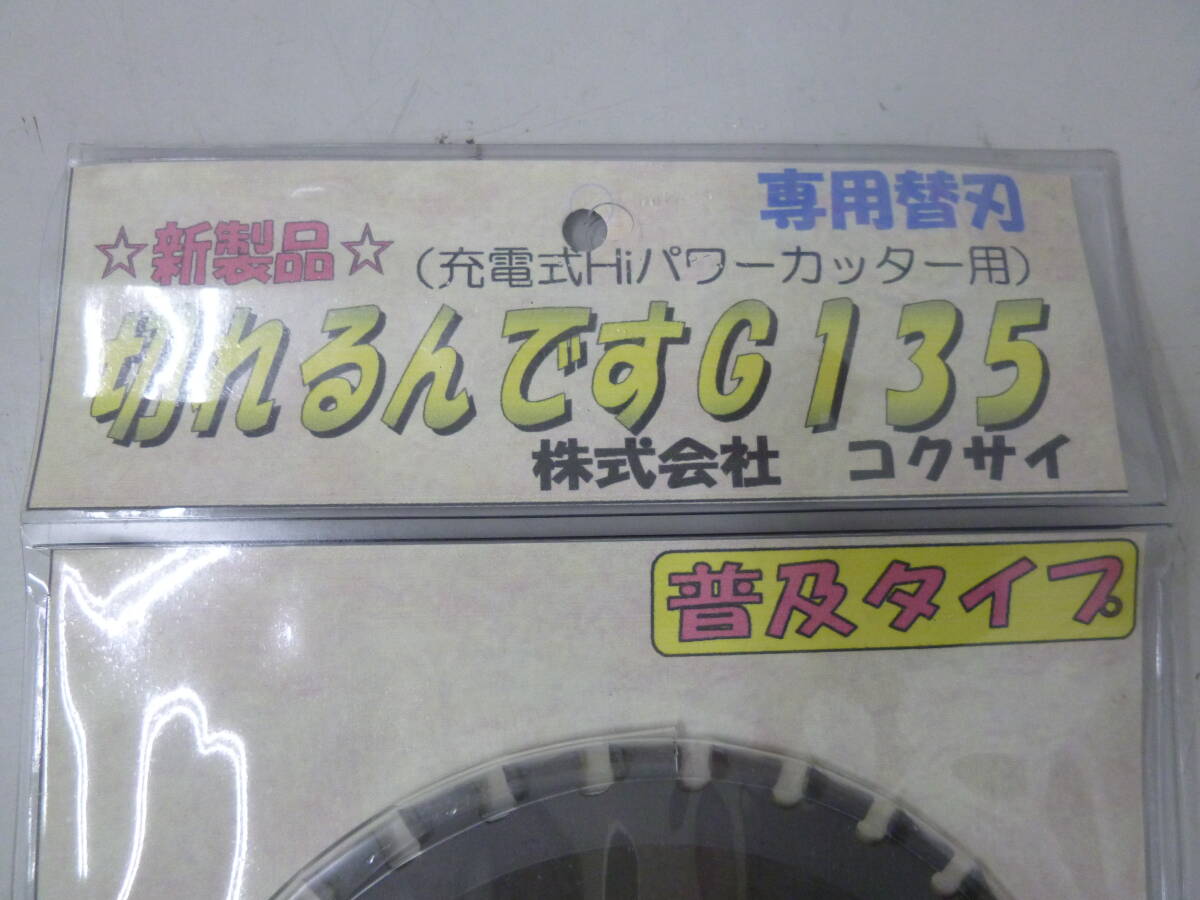 専用替刃
☆新製品☆ (充電式Hiパワーカッター用)
切れるんですG135
株式会社 コクサイ
普及タイプ